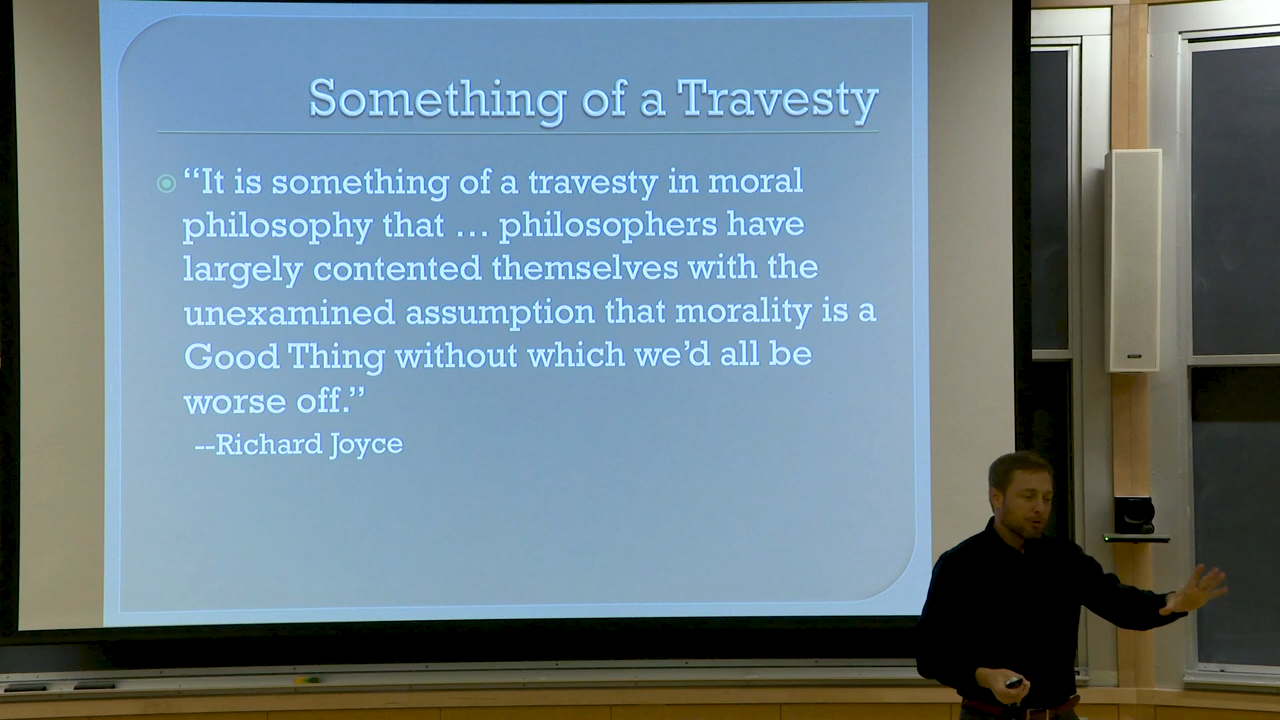 Something of a Travesty
“It is something of a travesty in moral
philosophy that … philosophers have
largely contented themselves with the
unexamined assumption that morality is a
Good Thing without which we’d all be
worse off.”
--Richard Joyce